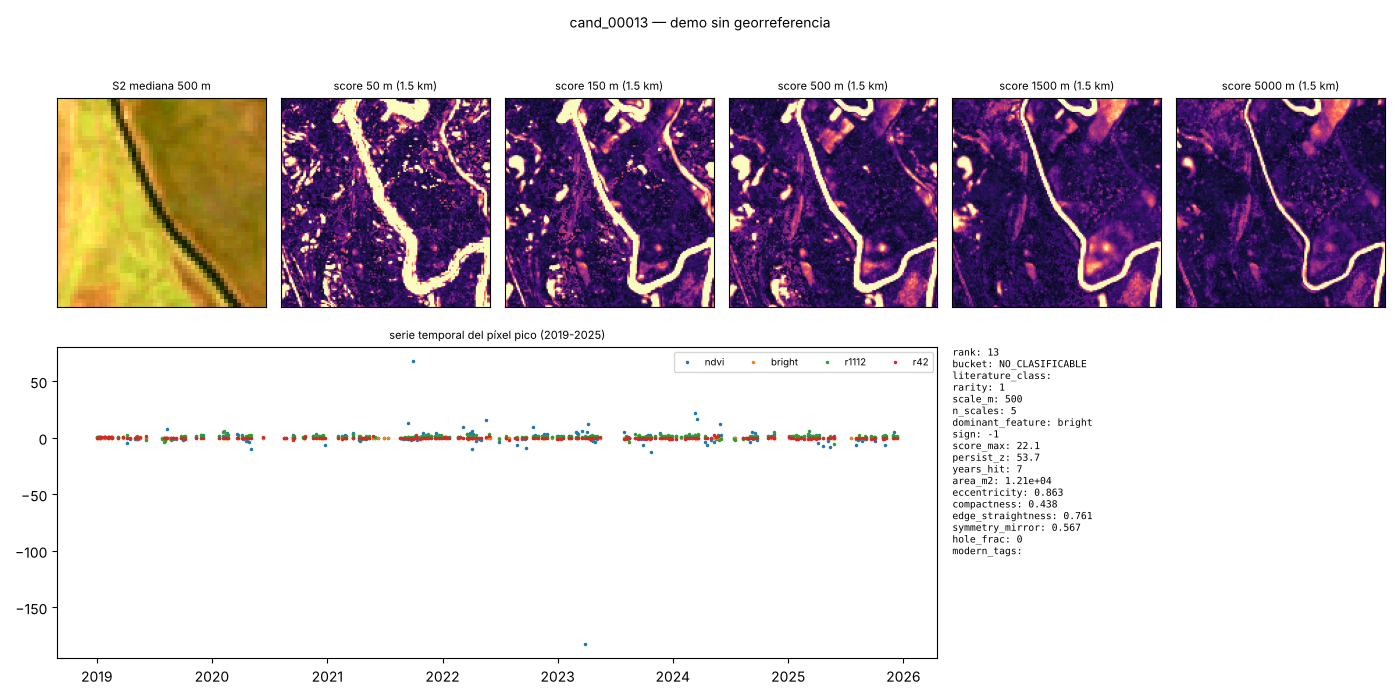 cand_00013 — demo sin georreferencia
S2 mediana 500 m
score 50 m (1.5 km)
score 150 m (1.5 km)
score 500 m (1.5 km)
score 1500 m (1.5 km)
score 5000 m (1.5 km)
serie temporal del píxel pico (2019-2025)
ndvi
bright
r1112
r42
50
0
−50
−100
−150
2019
2020
2021
2022
2023
2024
2025
2026
rank: 13
bucket: NO_CLASIFICABLE
literature_class:
rarity: 1
scale_m: 500
n_scales: 5
dominant_feature: bright
sign: -1
score_max: 22.1
persist_z: 53.7
years_hit: 7
area_m2: 1.21e+04
eccentricity: 0.863
compactness: 0.438
edge_straightness: 0.761
symmetry_mirror: 0.567
hole_frac: 0
modern_tags: